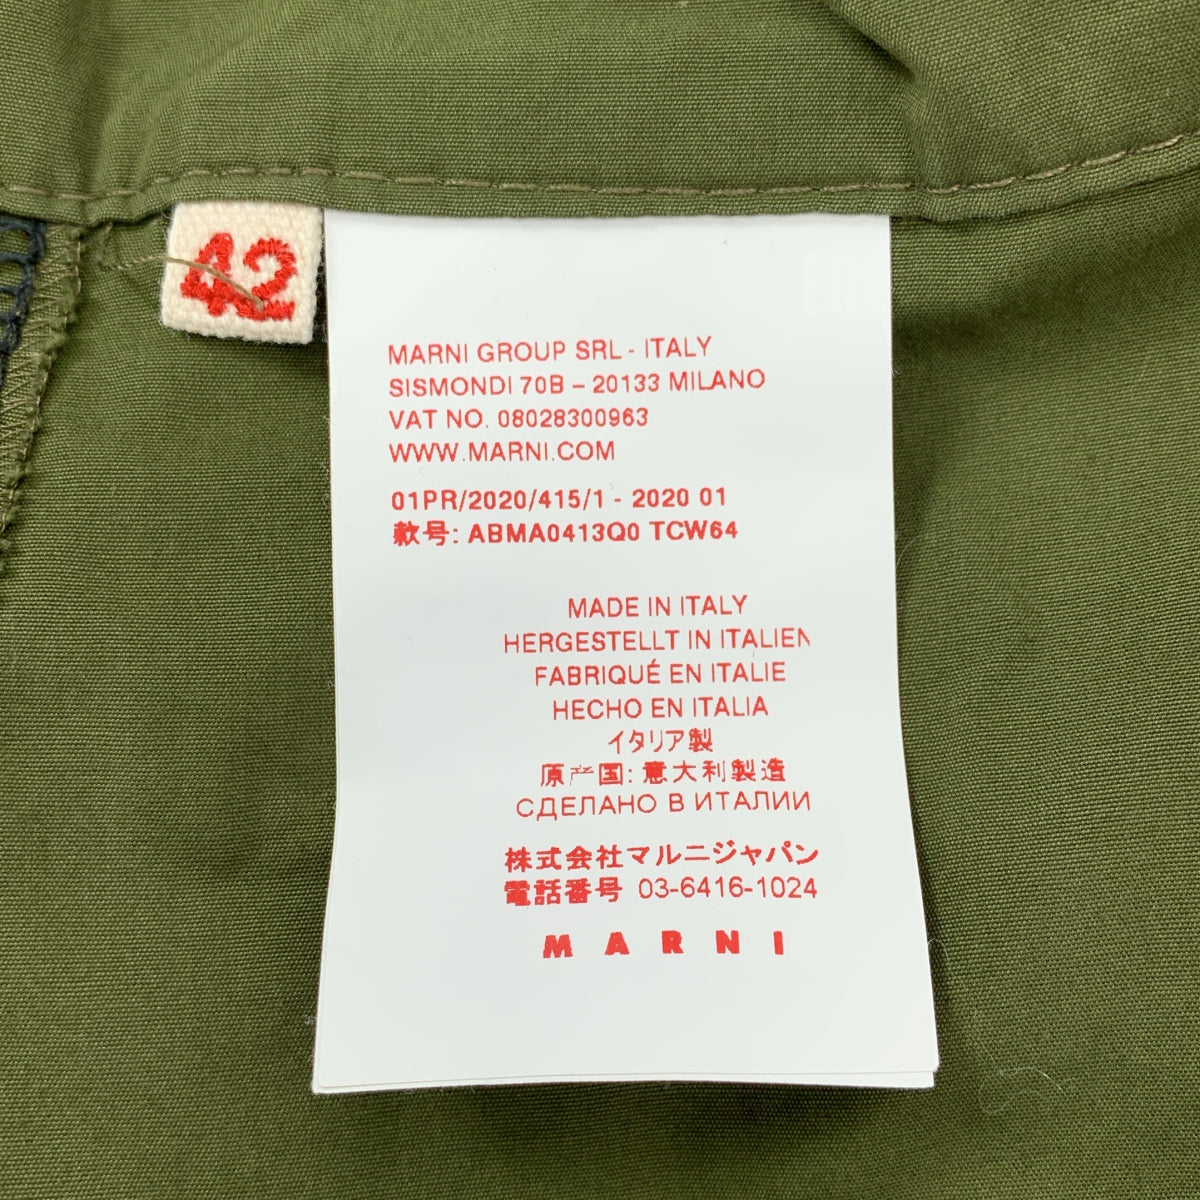 42
MARNI GROUP SRL - ITALY
SISMONDI 70B – 20133 MILANO
VAT NO. 08028300963
WWW.MARNI.COM
01PR/2020/415/1 - 2020 01
款号: ABMA0413Q0 TCW64
MADE IN ITALY
HERGESTELLT IN ITALIEN
FABRIQUÉ EN ITALIE
HECHO EN ITALIA
イタリア製
原产国: 意大利製造
СДЕЛАНО В ИТАЛИИ
株式会社マルニジャパン
電話番号 03-6416-1024
MARNI